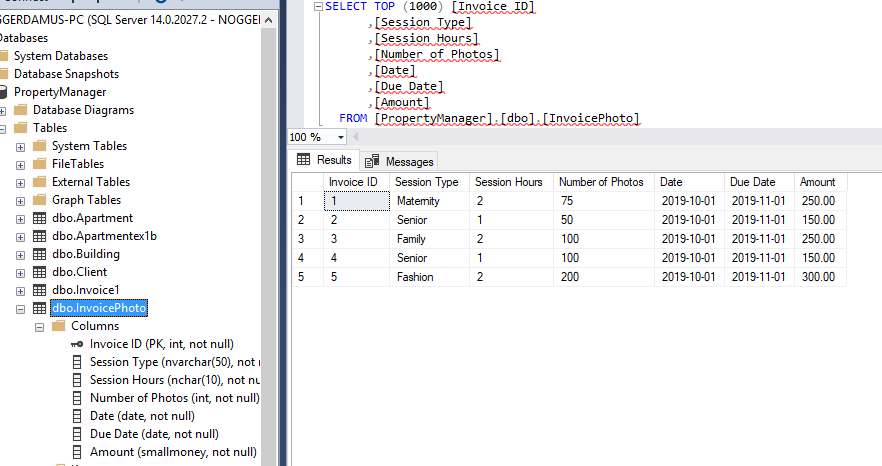 GGERDAMUS-PC (SQL Server 14.0.2027.2 - NOGGE
Databases
System Databases
Database Snapshots
PropertyManager
Database Diagrams
Tables
System Tables
FileTables
External Tables
Graph Tables
dbo.Apartment
dbo.Apartmentex1b
dbo.Building
dbo.Client
dbo.Invoice1
dbo.InvoicePhoto
Columns
Invoice ID (PK, int, not null)
Session Type (nvarchar(50), not
Session Hours (nchar(10), not nu
Number of Photos (int, not null)
Date (date, not null)
Due Date (date, not null)
Amount (smallmoney, not null)
SELECT TOP (1000) [Invoice ID]
,[Session Type]
,[Session Hours]
,[Number of Photos]
,[Date]
,[Due Date]
,[Amount]
FROM [PropertyManager].[dbo].[InvoicePhoto]
100 %
Results Messages
Invoice ID Session Type Session Hours Number of Photos Date Due Date Amount
1 1 Maternity 2 75 2019-10-01 2019-11-01 250.00
2 2 Senior 1 50 2019-10-01 2019-11-01 150.00
3 3 Family 2 100 2019-10-01 2019-11-01 250.00
4 4 Senior 1 100 2019-10-01 2019-11-01 150.00
5 5 Fashion 2 200 2019-10-01 2019-11-01 300.00